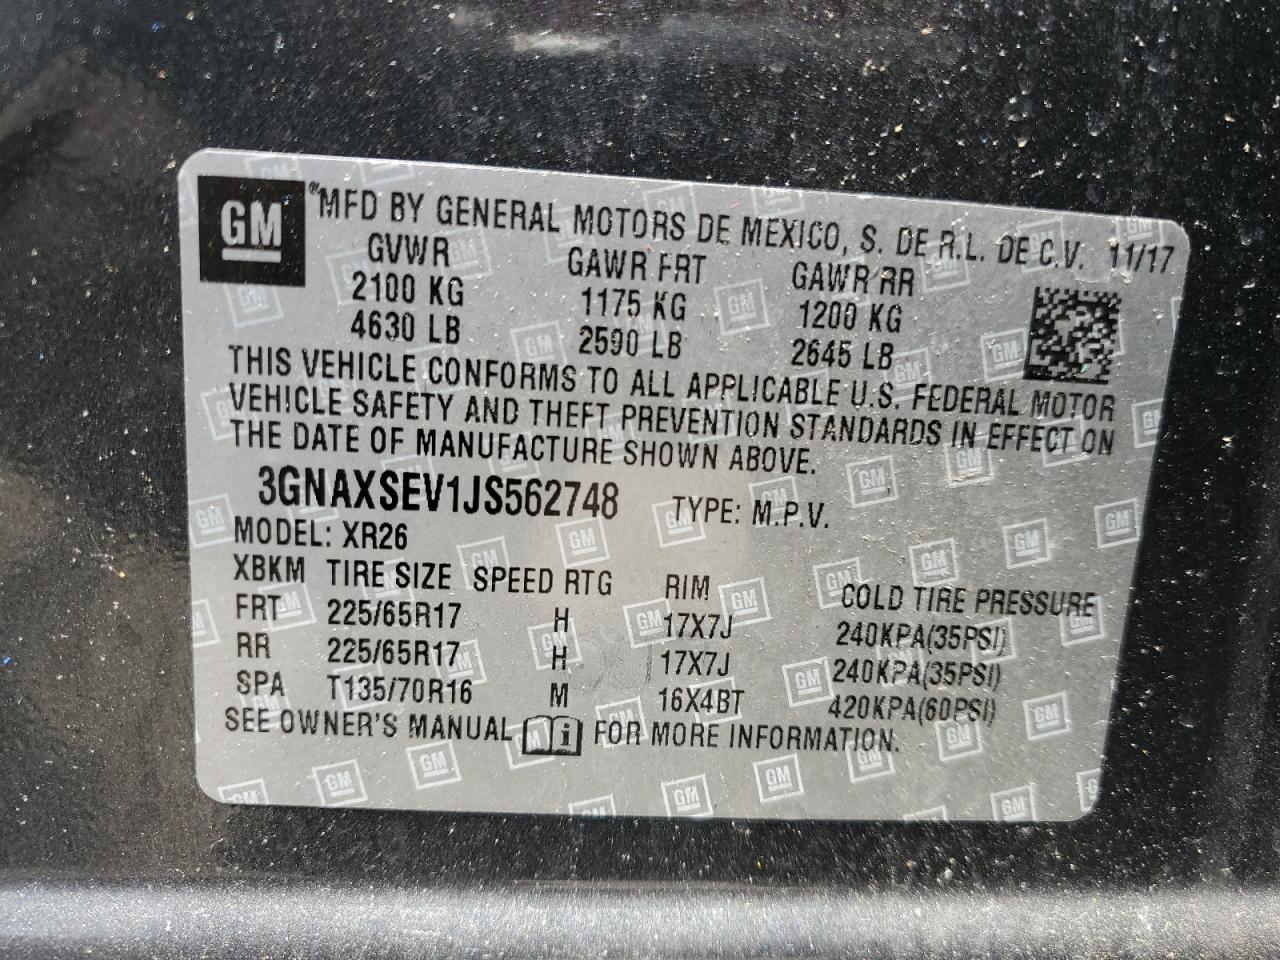 GM
®MFD BY GENERAL MOTORS DE MEXICO, S. DE R.L. DE C.V. 11/17
GVWR GAWR FRT GAWR RR
2100 KG 1175 KG 1200 KG
4630 LB 2590 LB 2645 LB
THIS VEHICLE CONFORMS TO ALL APPLICABLE U.S. FEDERAL MOTOR
VEHICLE SAFETY AND THEFT PREVENTION STANDARDS IN EFFECT ON
THE DATE OF MANUFACTURE SHOWN ABOVE.
3GNAXSEV1JS562748 TYPE: M.P.V.
MODEL: XR26
XBKM TIRE SIZE SPEED RTG RIM COLD TIRE PRESSURE
FRT 225/65R17 H 17X7J 240KPA(35PSI)
RR 225/65R17 H 17X7J 240KPA(35PSI)
SPA T135/70R16 M 16X4BT 420KPA(60PSI)
SEE OWNER'S MANUAL i FOR MORE INFORMATION.